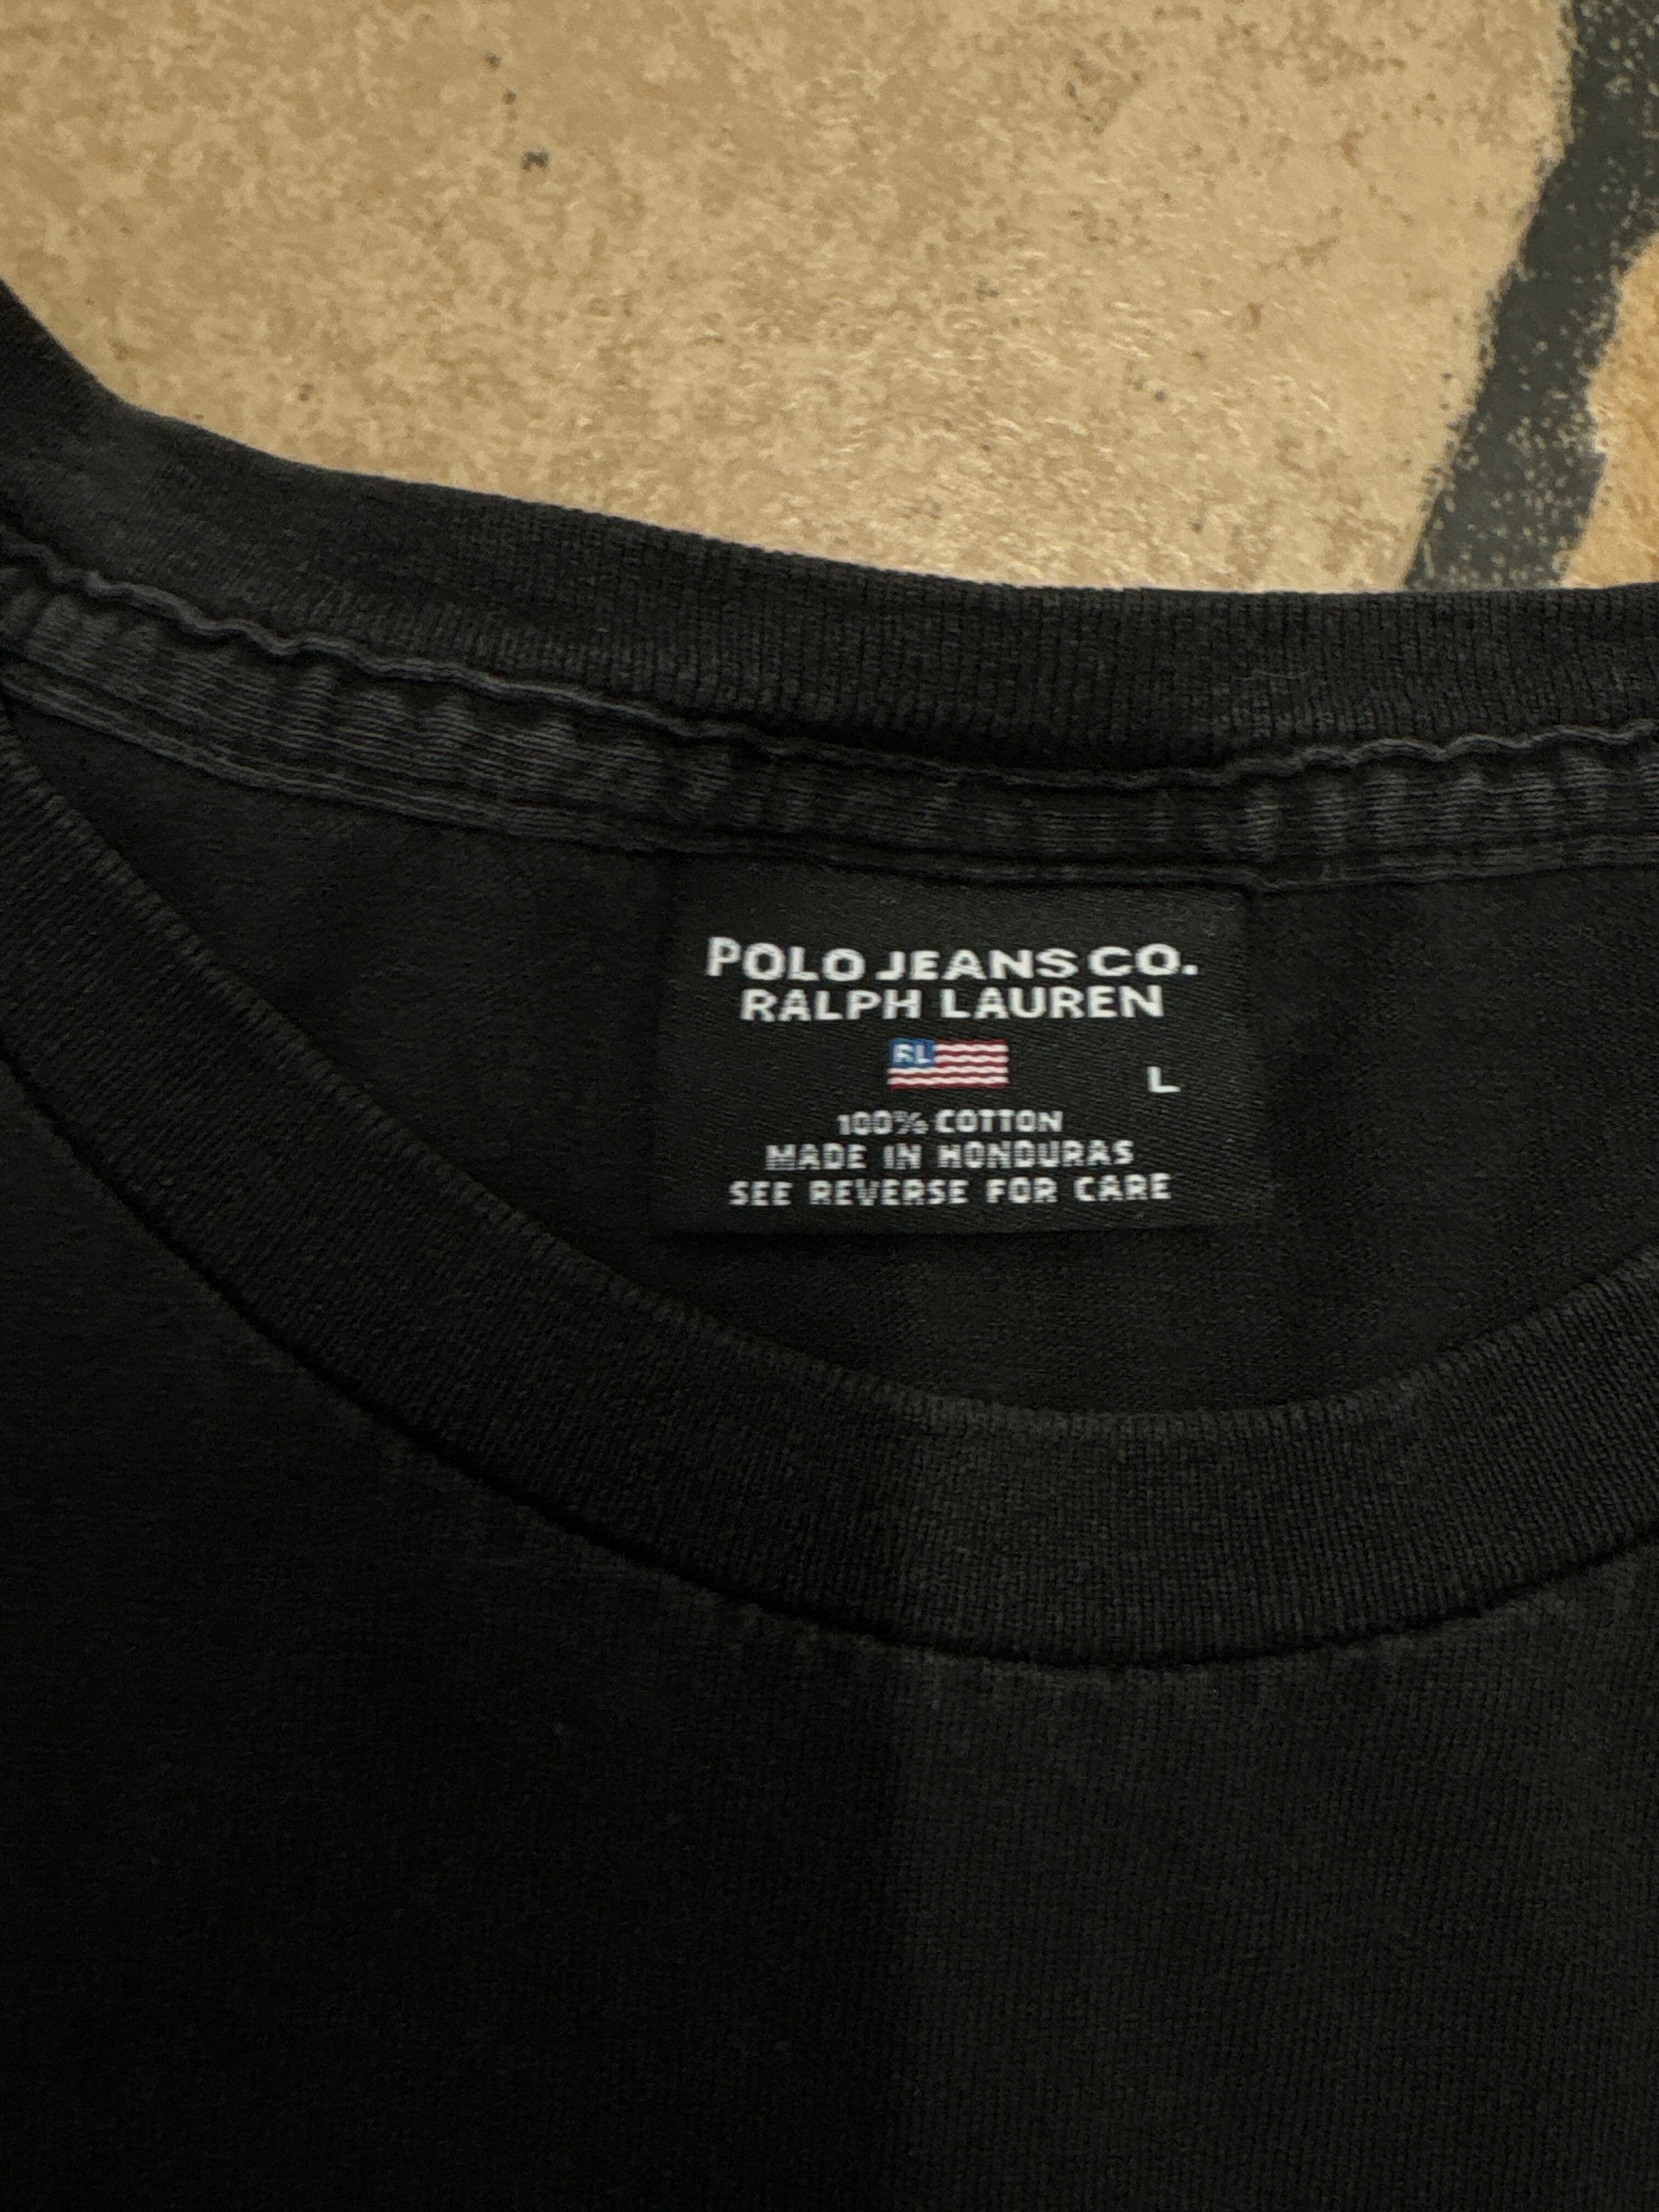 POLO JEANS CO.
RALPH LAUREN
RL
L
100% COTTON
MADE IN HONDURAS
SEE REVERSE FOR CARE